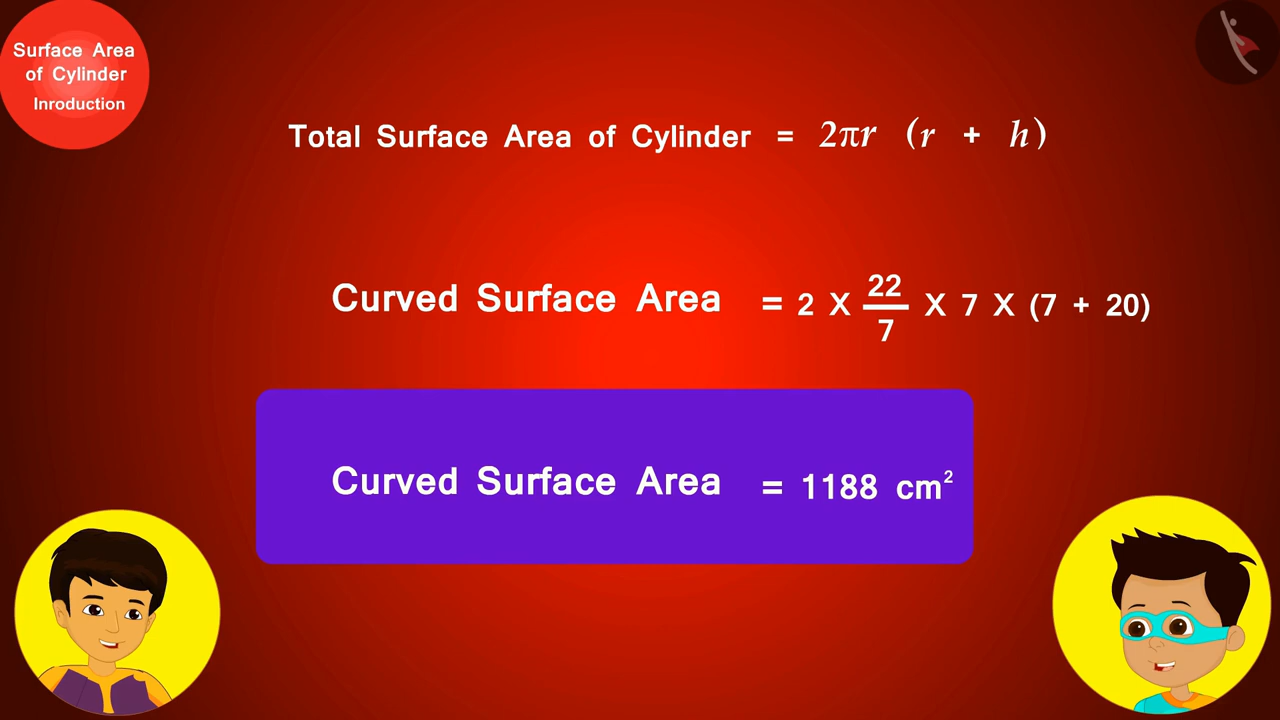 Surface Area
of Cylinder
Inroduction
Total Surface Area of Cylinder = 2πr (r + h)
Curved Surface Area = 2 X 22/7 X 7 X (7 + 20)
Curved Surface Area = 1188 cm²